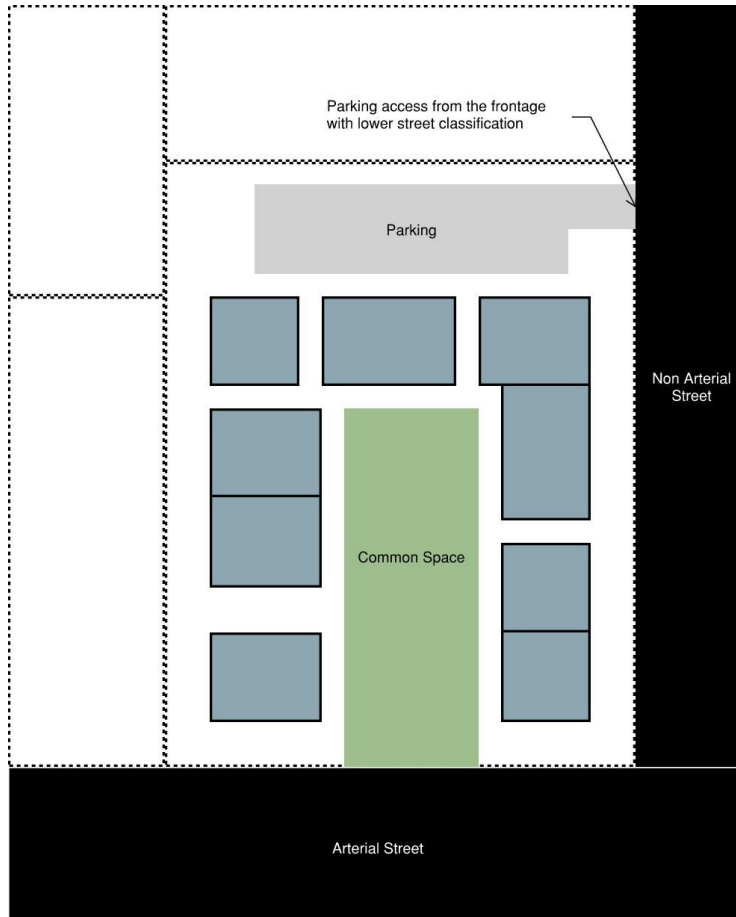 Parking access from the frontage
with lower street classification
Parking
Non Arterial
Street
Common Space
Arterial Street